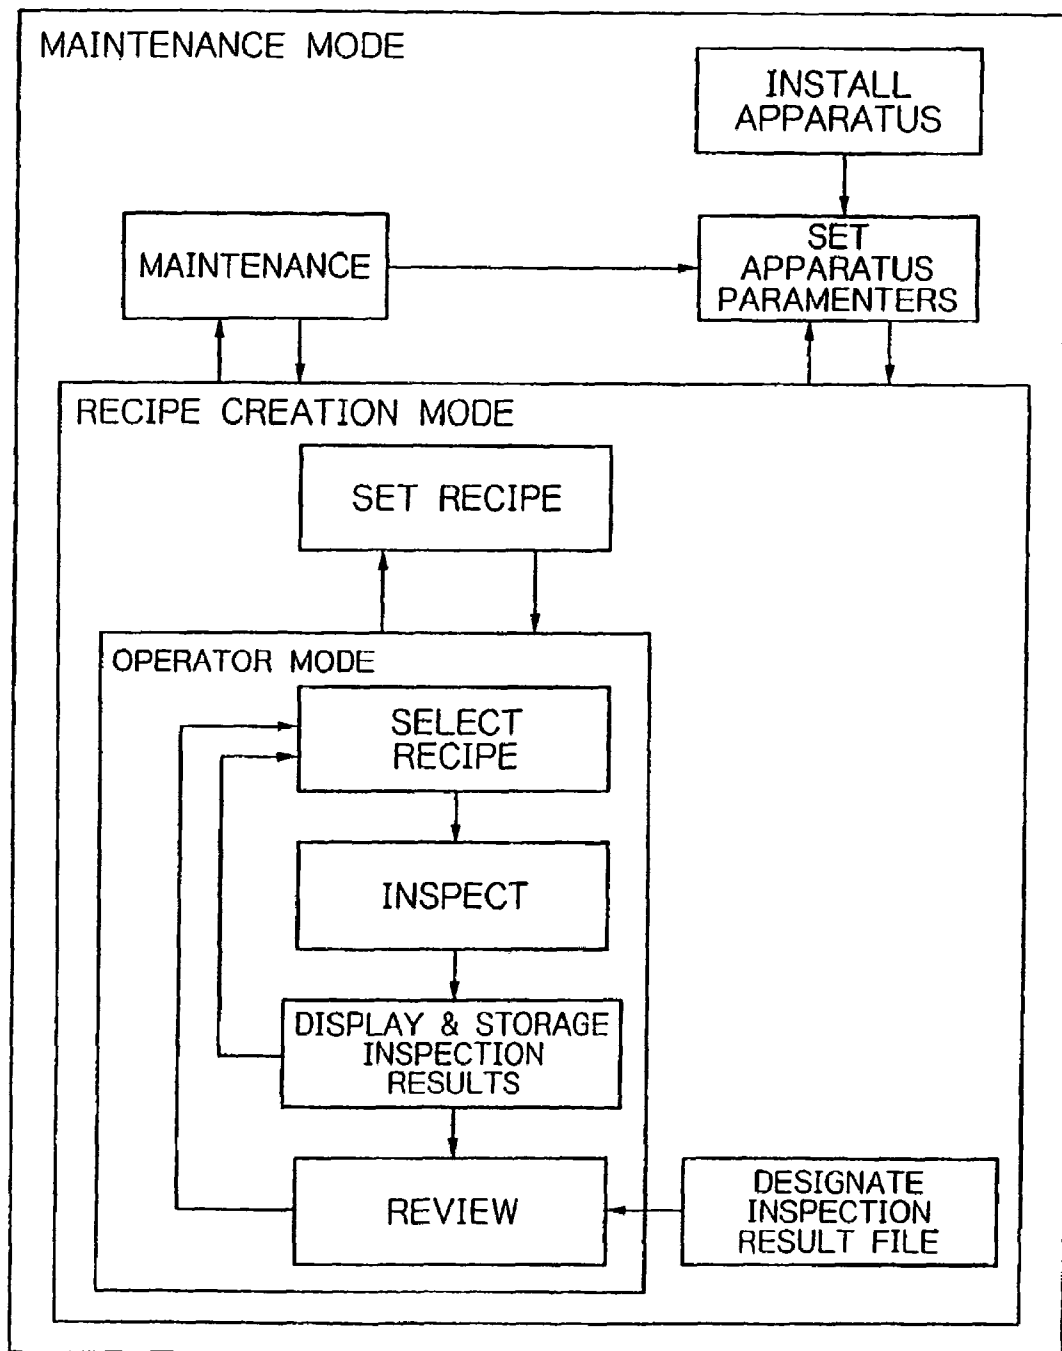 MAINTENANCE MODE
INSTALL
APPARATUS
MAINTENANCE
SET
APPARATUS
PARAMENTERS
RECIPE CREATION MODE
SET RECIPE
OPERATOR MODE
SELECT
RECIPE
INSPECT
DISPLAY & STORAGE
INSPECTION
RESULTS
REVIEW
DESIGNATE
INSPECTION
RESULT FILE